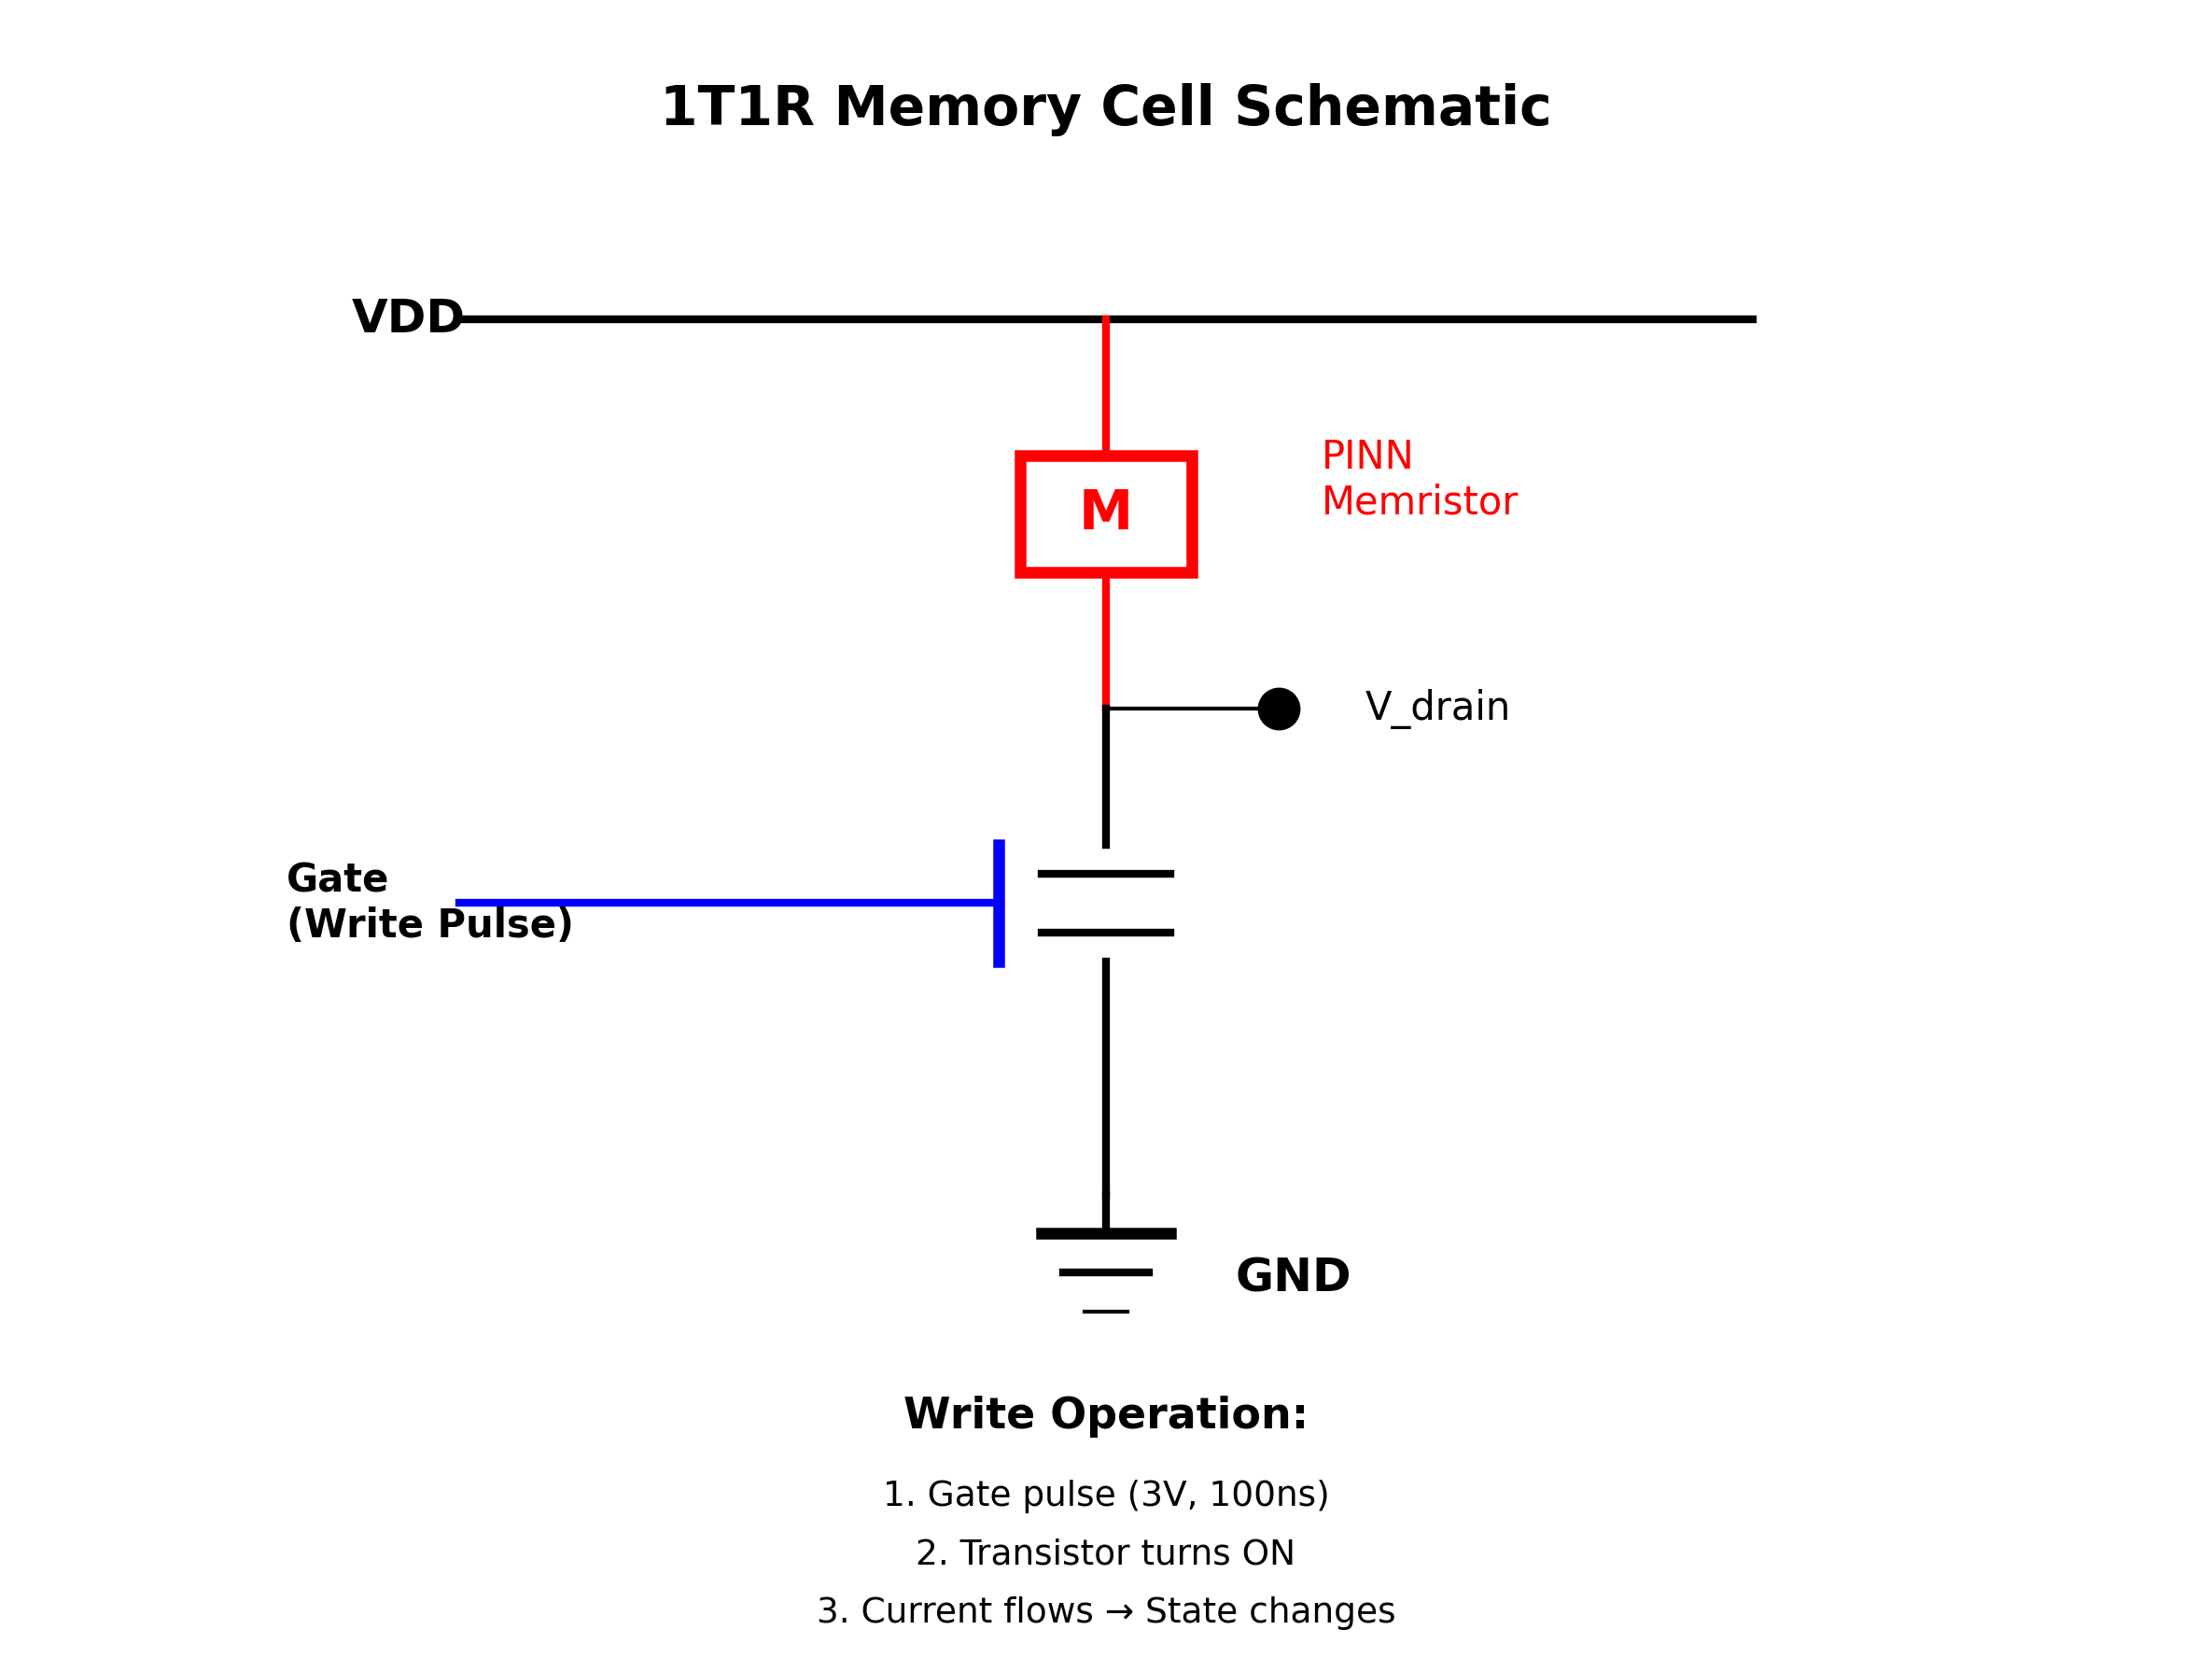 1T1R Memory Cell Schematic
VDD
PINN
Memristor
M
V_drain
Gate
(Write Pulse)
GND
Write Operation:
1. Gate pulse (3V, 100ns)
2. Transistor turns ON
3. Current flows → State changes